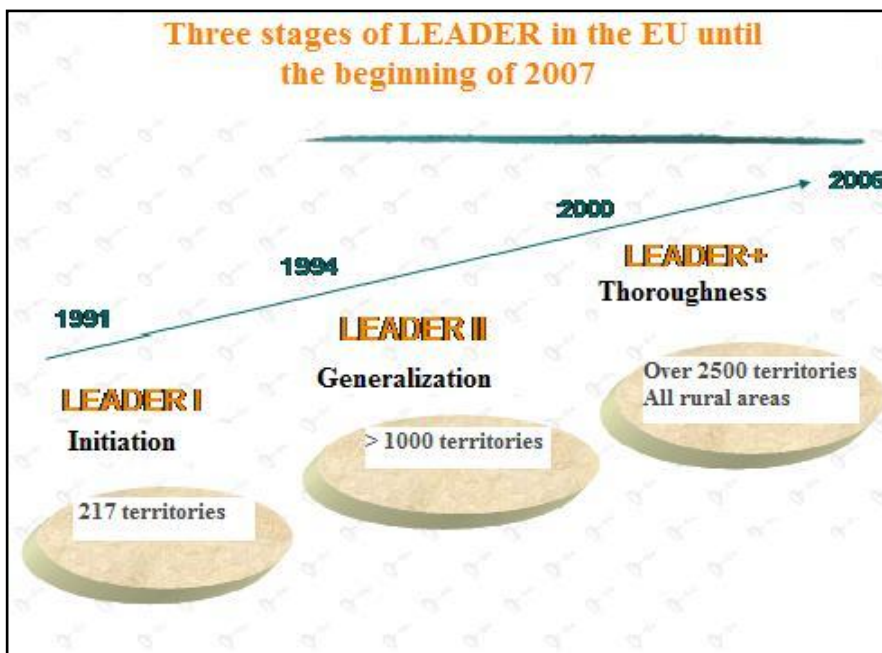 Three stages of LEADER in the EU until
the beginning of 2007
1991
1994
2000
2006
LEADER I
Initiation
217 territories
LEADER II
Generalization
> 1000 territories
LEADER+
Thoroughness
Over 2500 territories
All rural areas